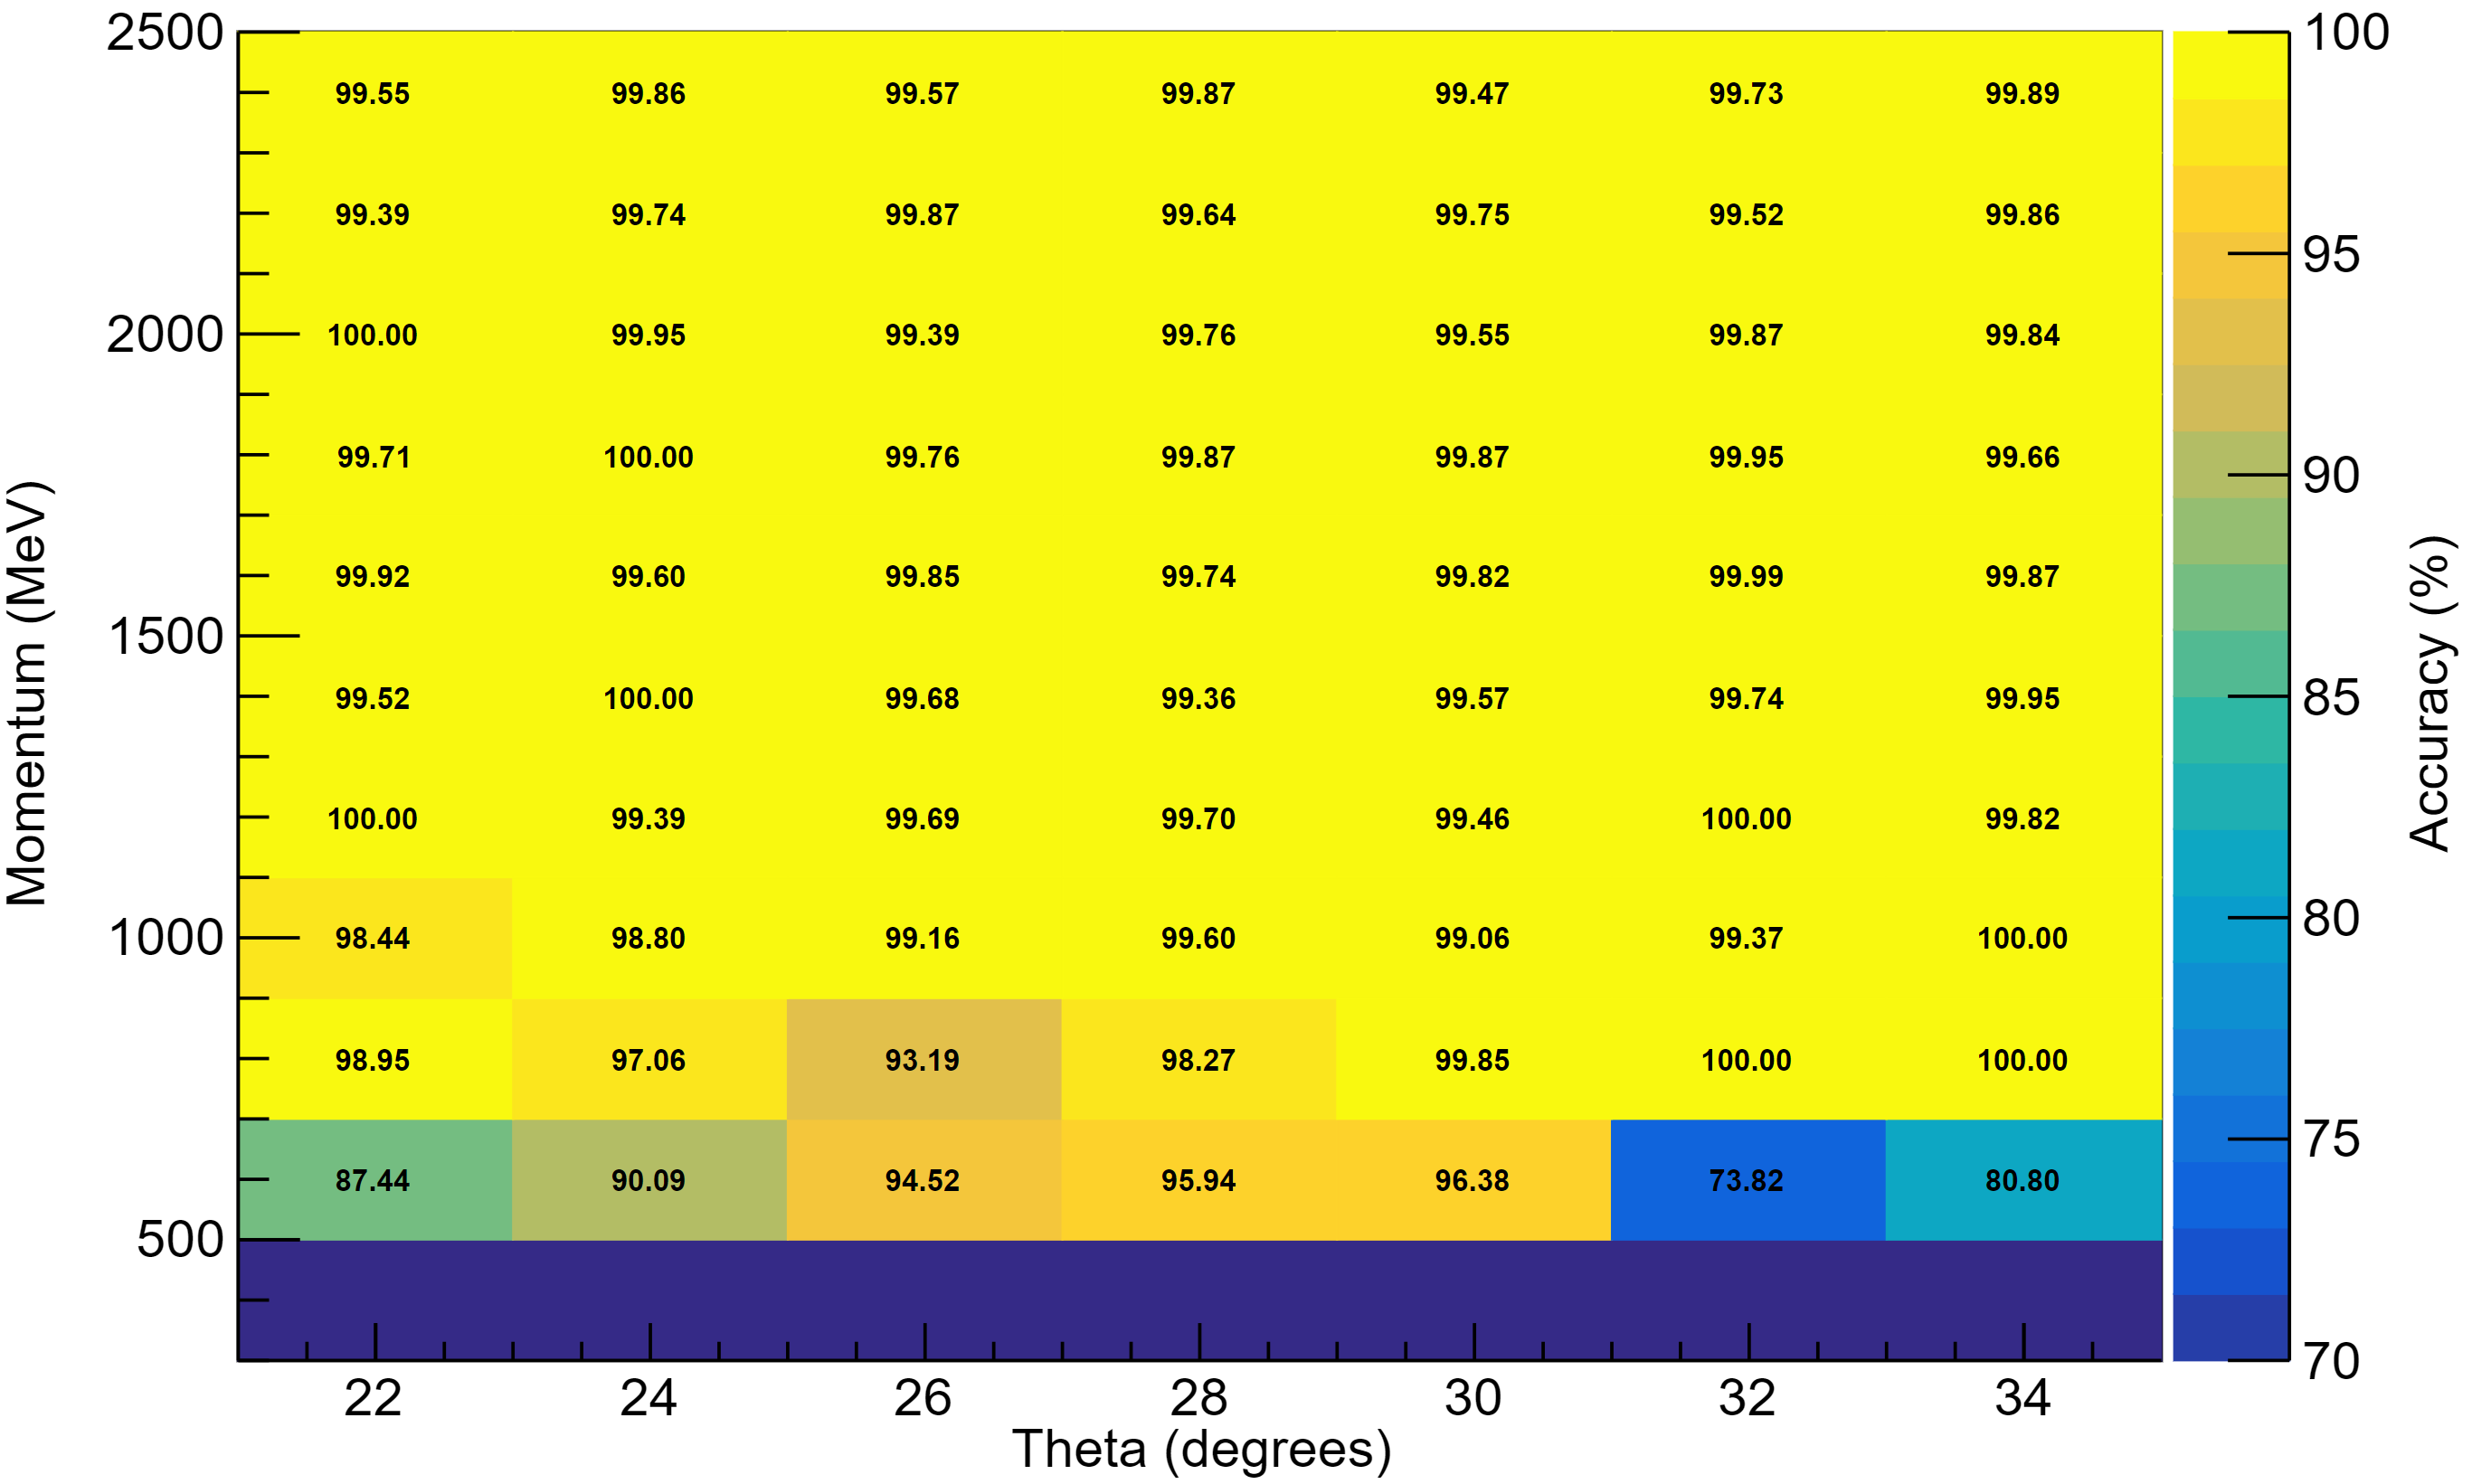 2500
99.55 99.86 99.57 99.87 99.47 99.73 99.89
99.39 99.74 99.87 99.64 99.75 99.52 99.86
2000 100.00 99.95 99.39 99.76 99.55 99.87 99.84
99.71 100.00 99.76 99.87 99.87 99.95 99.66
99.92 99.60 99.85 99.74 99.82 99.99 99.87
1500
99.52 100.00 99.68 99.36 99.57 99.74 99.95
100.00 99.39 99.69 99.70 99.46 100.00 99.82
1000 98.44 98.80 99.16 99.60 99.06 99.37 100.00
98.95 97.06 93.19 98.27 99.85 100.00 100.00
87.44 90.09 94.52 95.94 96.38 73.82 80.80
500
22 24 26 28 30 32 34
Theta (degrees)
Momentum (MeV)
100
95
90
85
80
75
70
Accuracy (%)